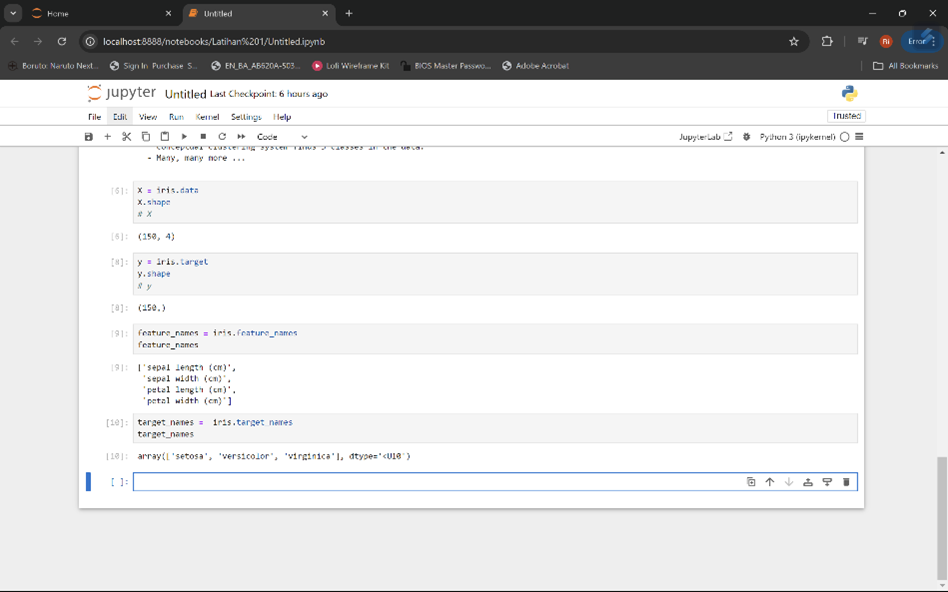 Home
Untitled
localhost:8888/notebooks/Latihan%201/Untitled.ipynb
Ri
Error
Boruto: Naruto Next...
Sign In Purchase S...
EN_BA_AB620A-503...
Lofi Wireframe Kit
BIOS Master Passwo...
Adobe Acrobat
All Bookmarks
jupyter Untitled Last Checkpoint: 6 hours ago
File Edit View Run Kernel Settings Help
Trusted
Code
JupyterLab
Python 3 (ipykernel)
conceptual clustering system finds 3 classes in the data.
- Many, many more ...
[6]: X = iris.data
X.shape
# X
[6]: (150, 4)
[8]: y = iris.target
y.shape
# y
[8]: (150,)
[9]: feature_names = iris.feature_names
feature_names
[9]: ['sepal length (cm)',
'sepal width (cm)',
'petal length (cm)',
'petal width (cm)']
[10]: target_names = iris.target_names
target_names
[10]: array(['setosa', 'versicolor', 'virginica'], dtype='<U10')
[ ]: